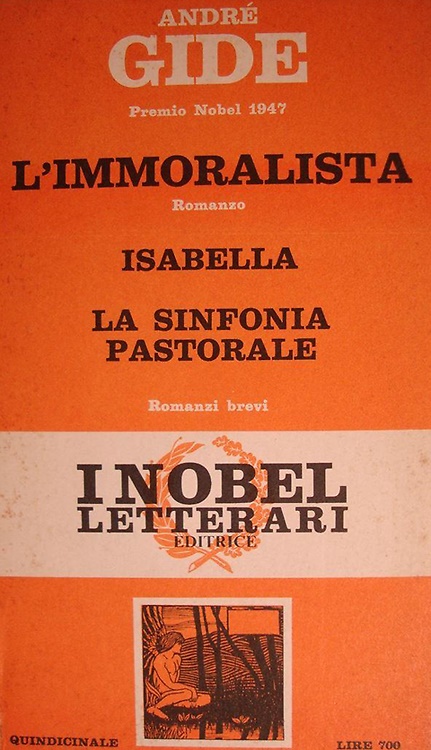 ANDRÉ
GIDE
Premio Nobel 1947
L'IMMORALISTA
Romanzo
ISABELLA
LA SINFONIA
PASTORALE
Romanzi brevi
I NOBEL
LETTERARI
EDITRICE
QUINDICINALE
LIRE 700